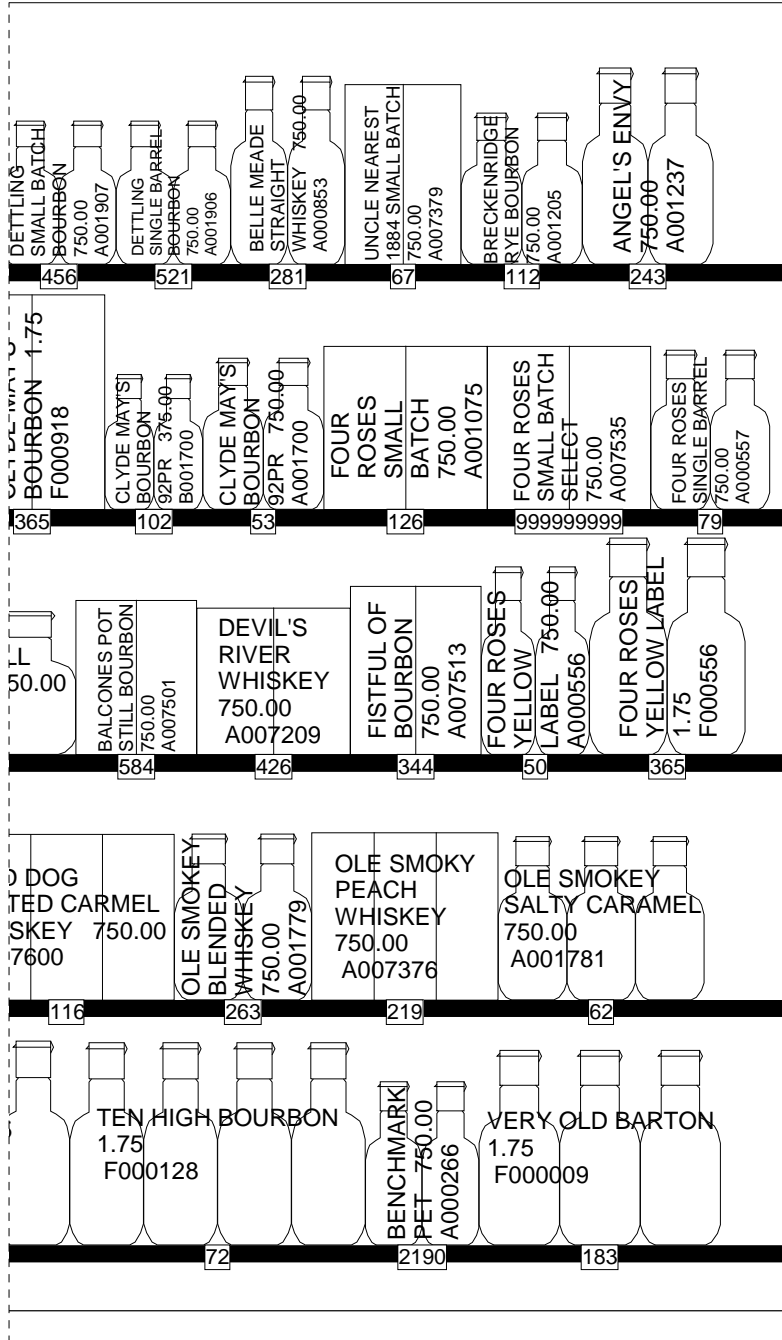 DETTLING
SMALL BATCH
BOURBON
750.00
A001907
DETTLING
SINGLE BARREL
BOURBON
750.00
A001906
BELLE MEADE
STRAIGHT
WHISKEY 750.00
A000853
UNCLE NEAREST
1884 SMALL BATCH
750.00
A007379
BRECKENRIDGE
RYE BOURBON
750.00
A001205
ANGEL'S ENVY
750.00
A001237
456
521
281
67
112
243
BOURBON 1.75
F000918
CLYDE MAY'S
BOURBON
92PR 375.00
B001700
CLYDE MAY'S
BOURBON
92PR 750.00
A001700
FOUR
ROSES
SMALL
BATCH
750.00
A001075
FOUR ROSES
SMALL BATCH
SELECT
750.00
A007535
FOUR ROSES
SINGLE BARREL
750.00
A000557
365
102
53
126
999999999
79
LL
50.00
BALCONES POT
STILL BOURBON
750.00
A007501
DEVIL'S
RIVER
WHISKEY
750.00
A007209
FISTFUL OF
BOURBON
750.00
A007513
FOUR ROSES
YELLOW
LABEL 750.00
A000556
FOUR ROSES
YELLOW LABEL
1.75
F000556
584
426
344
50
365
DOG
TED CARMEL
SKEY 750.00
7600
OLE SMOKEY
BLENDED
WHISKEY
750.00
A001779
OLE SMOKY
PEACH
WHISKEY
750.00
A007376
OLE SMOKEY
SALTY CARAMEL
750.00
A001781
116
263
219
62
TEN HIGH BOURBON
1.75
F000128
BENCHMARK
PET 750.00
A000266
VERY OLD BARTON
1.75
F000009
72
2190
183